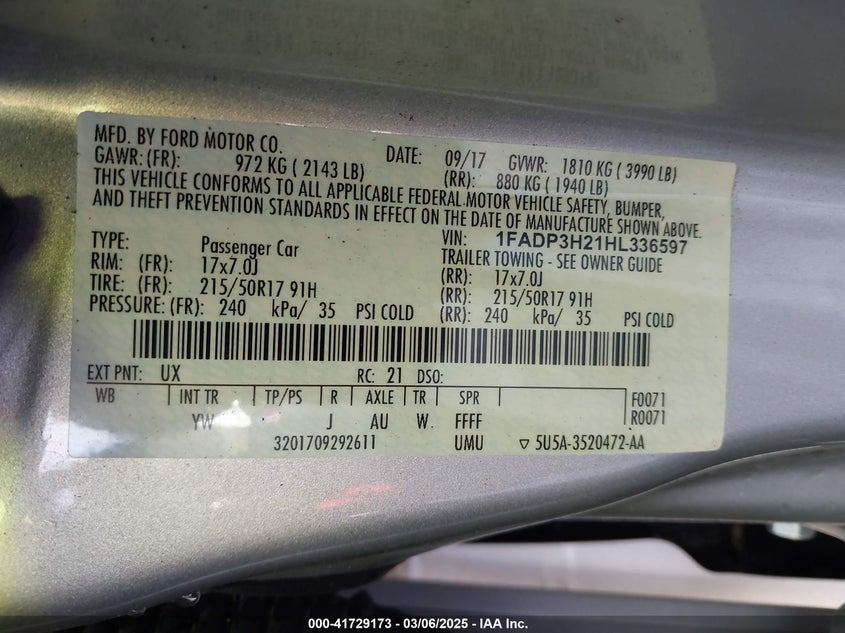 MFD. BY FORD MOTOR CO.
DATE: 09/17 GVWR: 1810 KG ( 3990 LB)
GAWR: (FR): 972 KG ( 2143 LB) (RR): 880 KG ( 1940 LB)
THIS VEHICLE CONFORMS TO ALL APPLICABLE FEDERAL MOTOR VEHICLE SAFETY, BUMPER,
AND THEFT PREVENTION STANDARDS IN EFFECT ON THE DATE OF MANUFACTURE SHOWN ABOVE.
VIN: 1FADP3H21HL336597
TYPE: Passenger Car TRAILER TOWING - SEE OWNER GUIDE
RIM: (FR): 17x7.0J (RR): 17x7.0J
TIRE: (FR): 215/50R17 91H (RR): 215/50R17 91H
PRESSURE: (FR): 240 kPa/ 35 PSI COLD (RR): 240 kPa/ 35 PSI COLD
EXT PNT: UX RC: 21 DSO:
WB INT TR TP/PS R AXLE TR SPR F0071
YW J AU W FFFF R0071
3201709292611 UMU ▽ 5U5A-3520472-AA
000-41729173 - 03/06/2025 - IAA Inc.